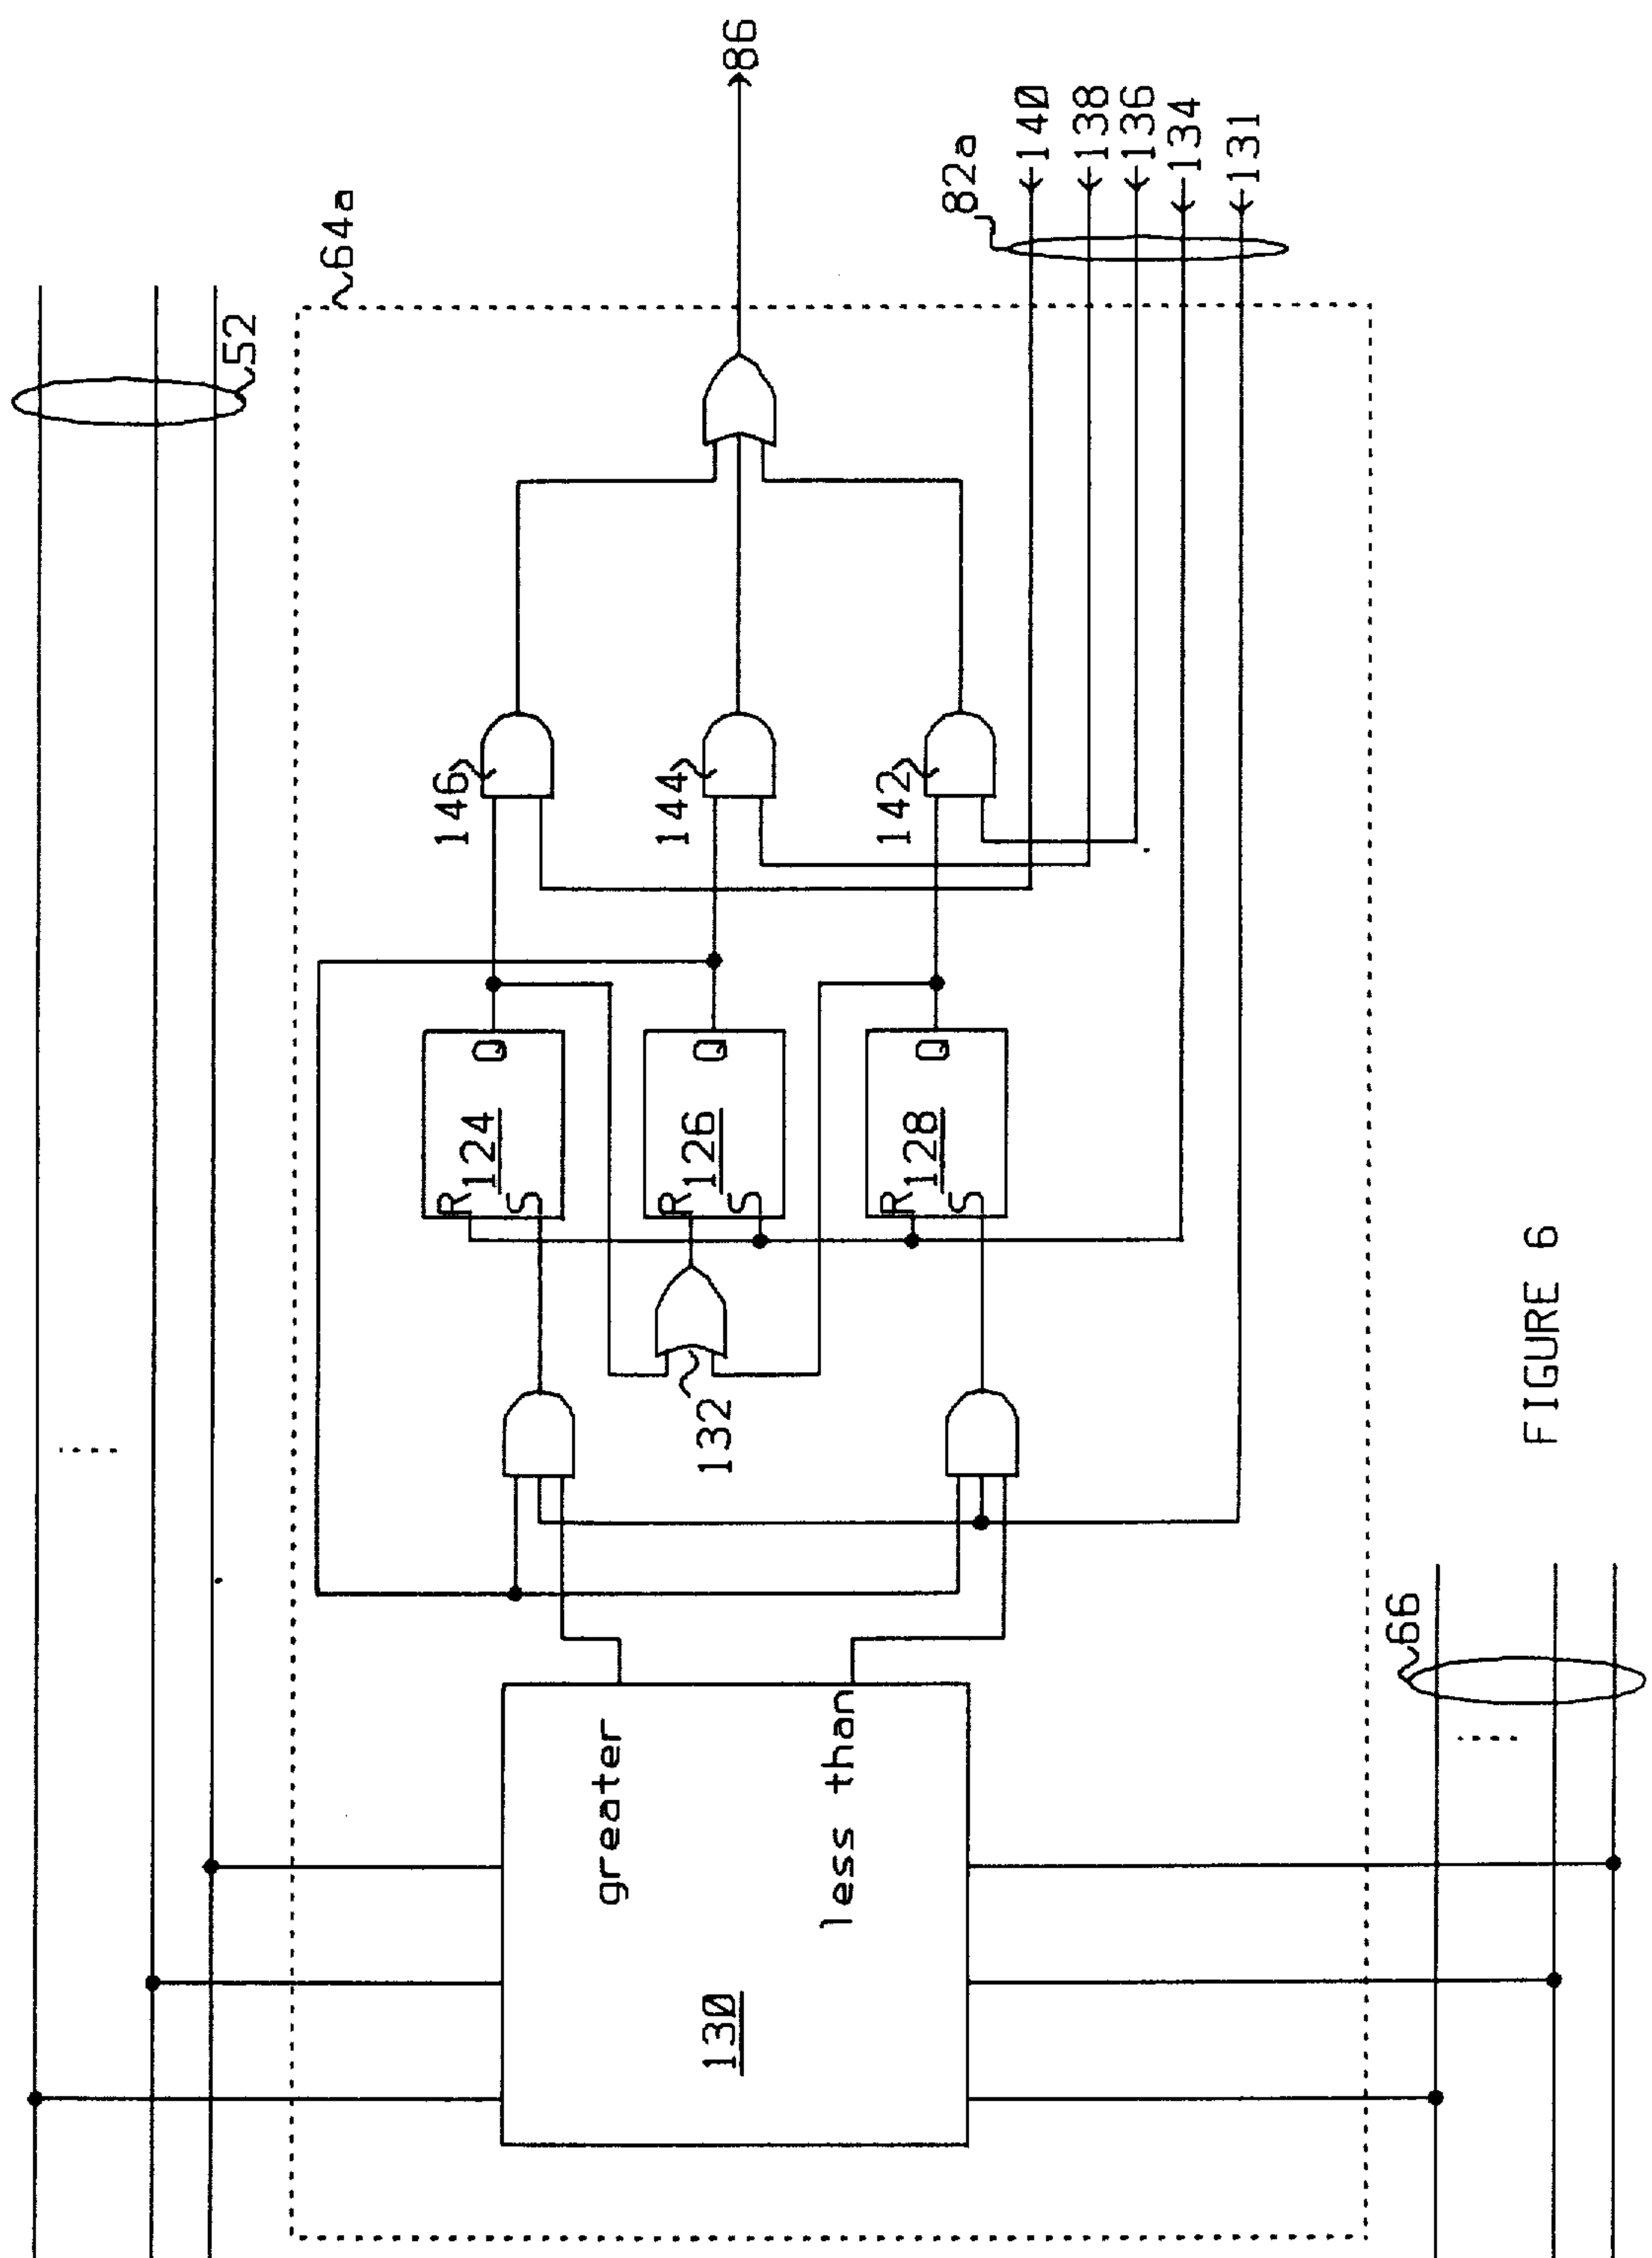 52
64a
86
82a
140
138
136
134
131
146
144
142
Q
124
R
S
Q
126
R
S
Q
128
R
S
132
greater
less than
130
66
FIGURE 6